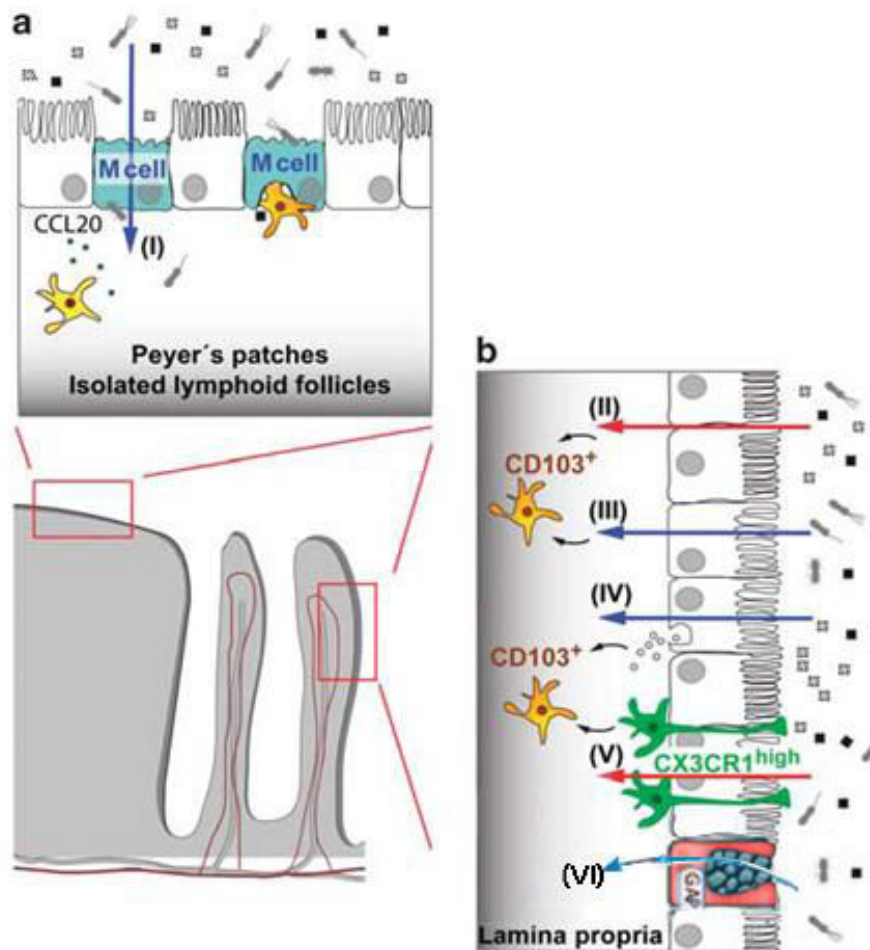 a
M cell
M cell
CCL20
(I)
Peyer´s patches
Isolated lymphoid follicles
b
(II)
CD103+
(III)
(IV)
CD103+
(V)
CX3CR1high
(VI)
Lamina propria